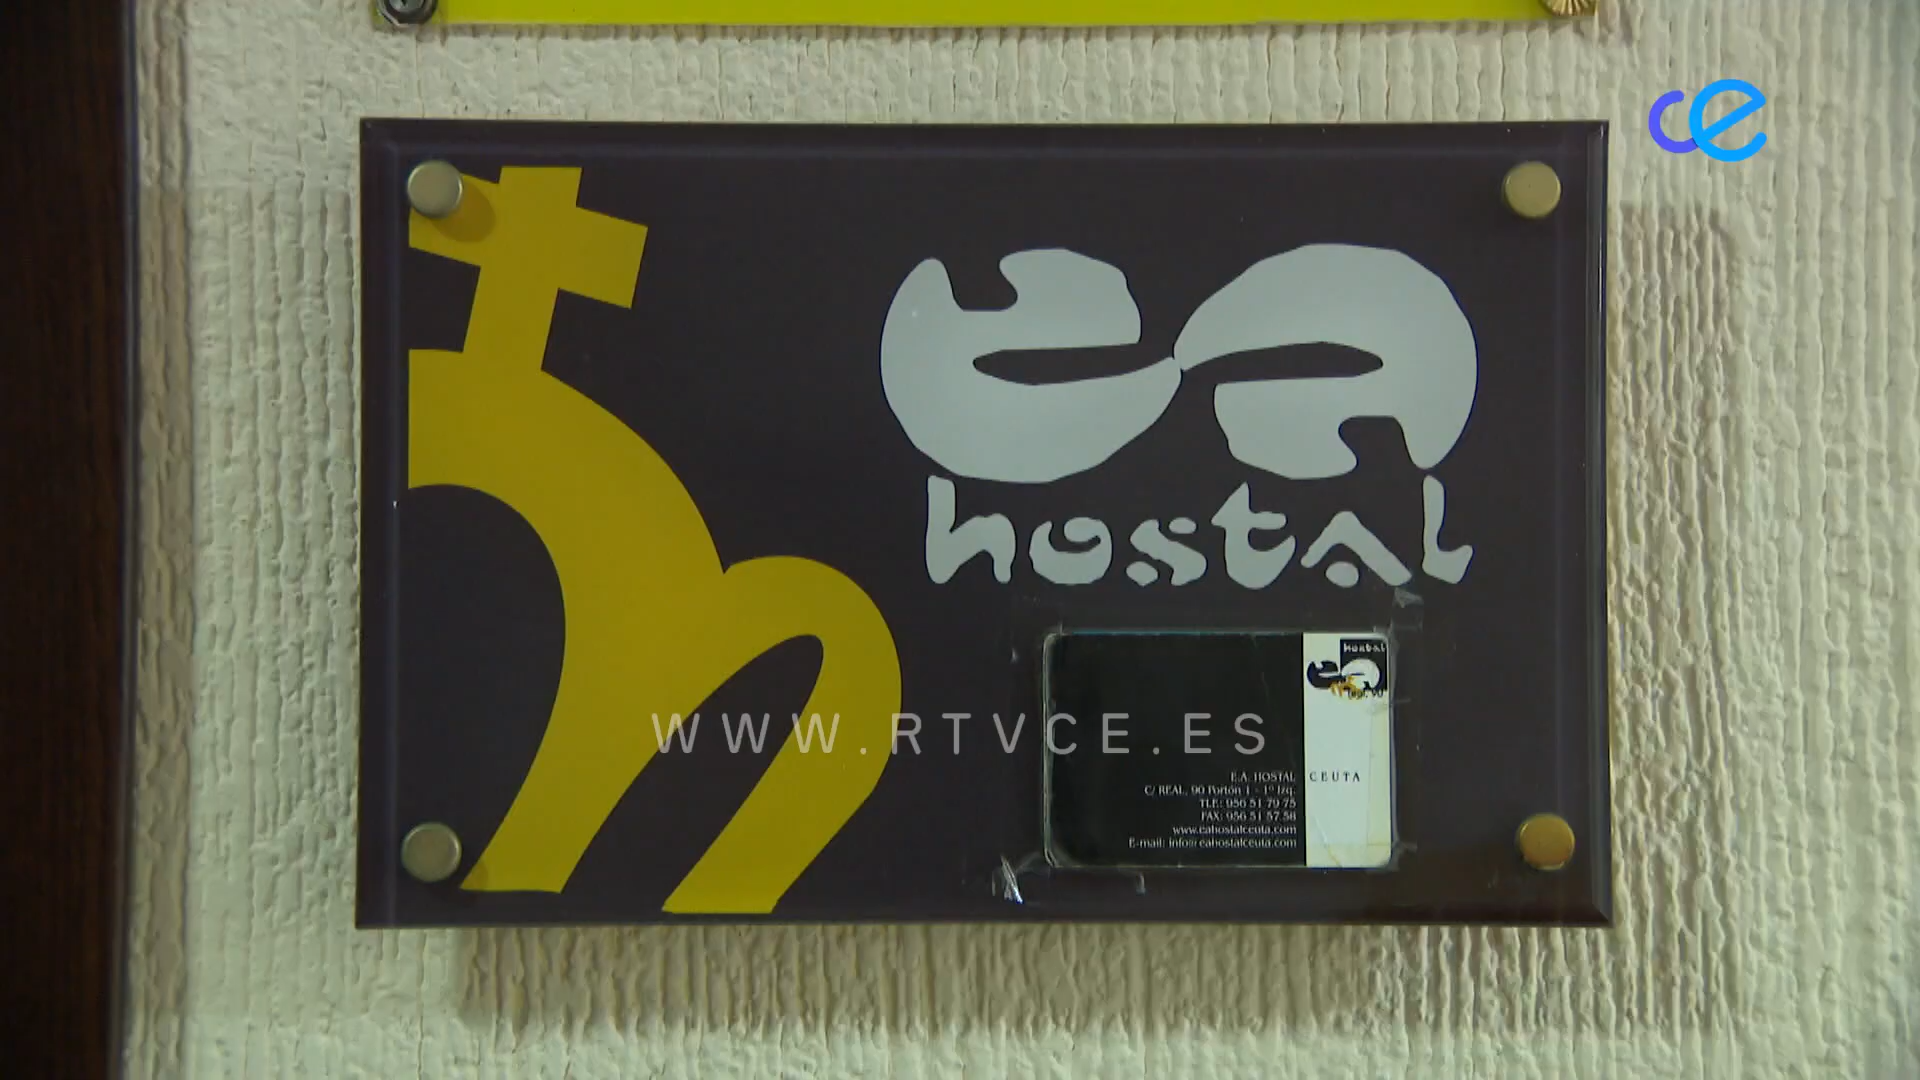 ce
ea
hostal
hostal
ea
WWW.RTVCE.ES
E.A. HOSTAL CEUTA
C/ REAL, 90 Portón 1 - 1º Izq.
TLF.: 956 51 79 75
FAX: 956 51 57 58
www.eahostalceuta.com
E-mail: info@eahostalceuta.com